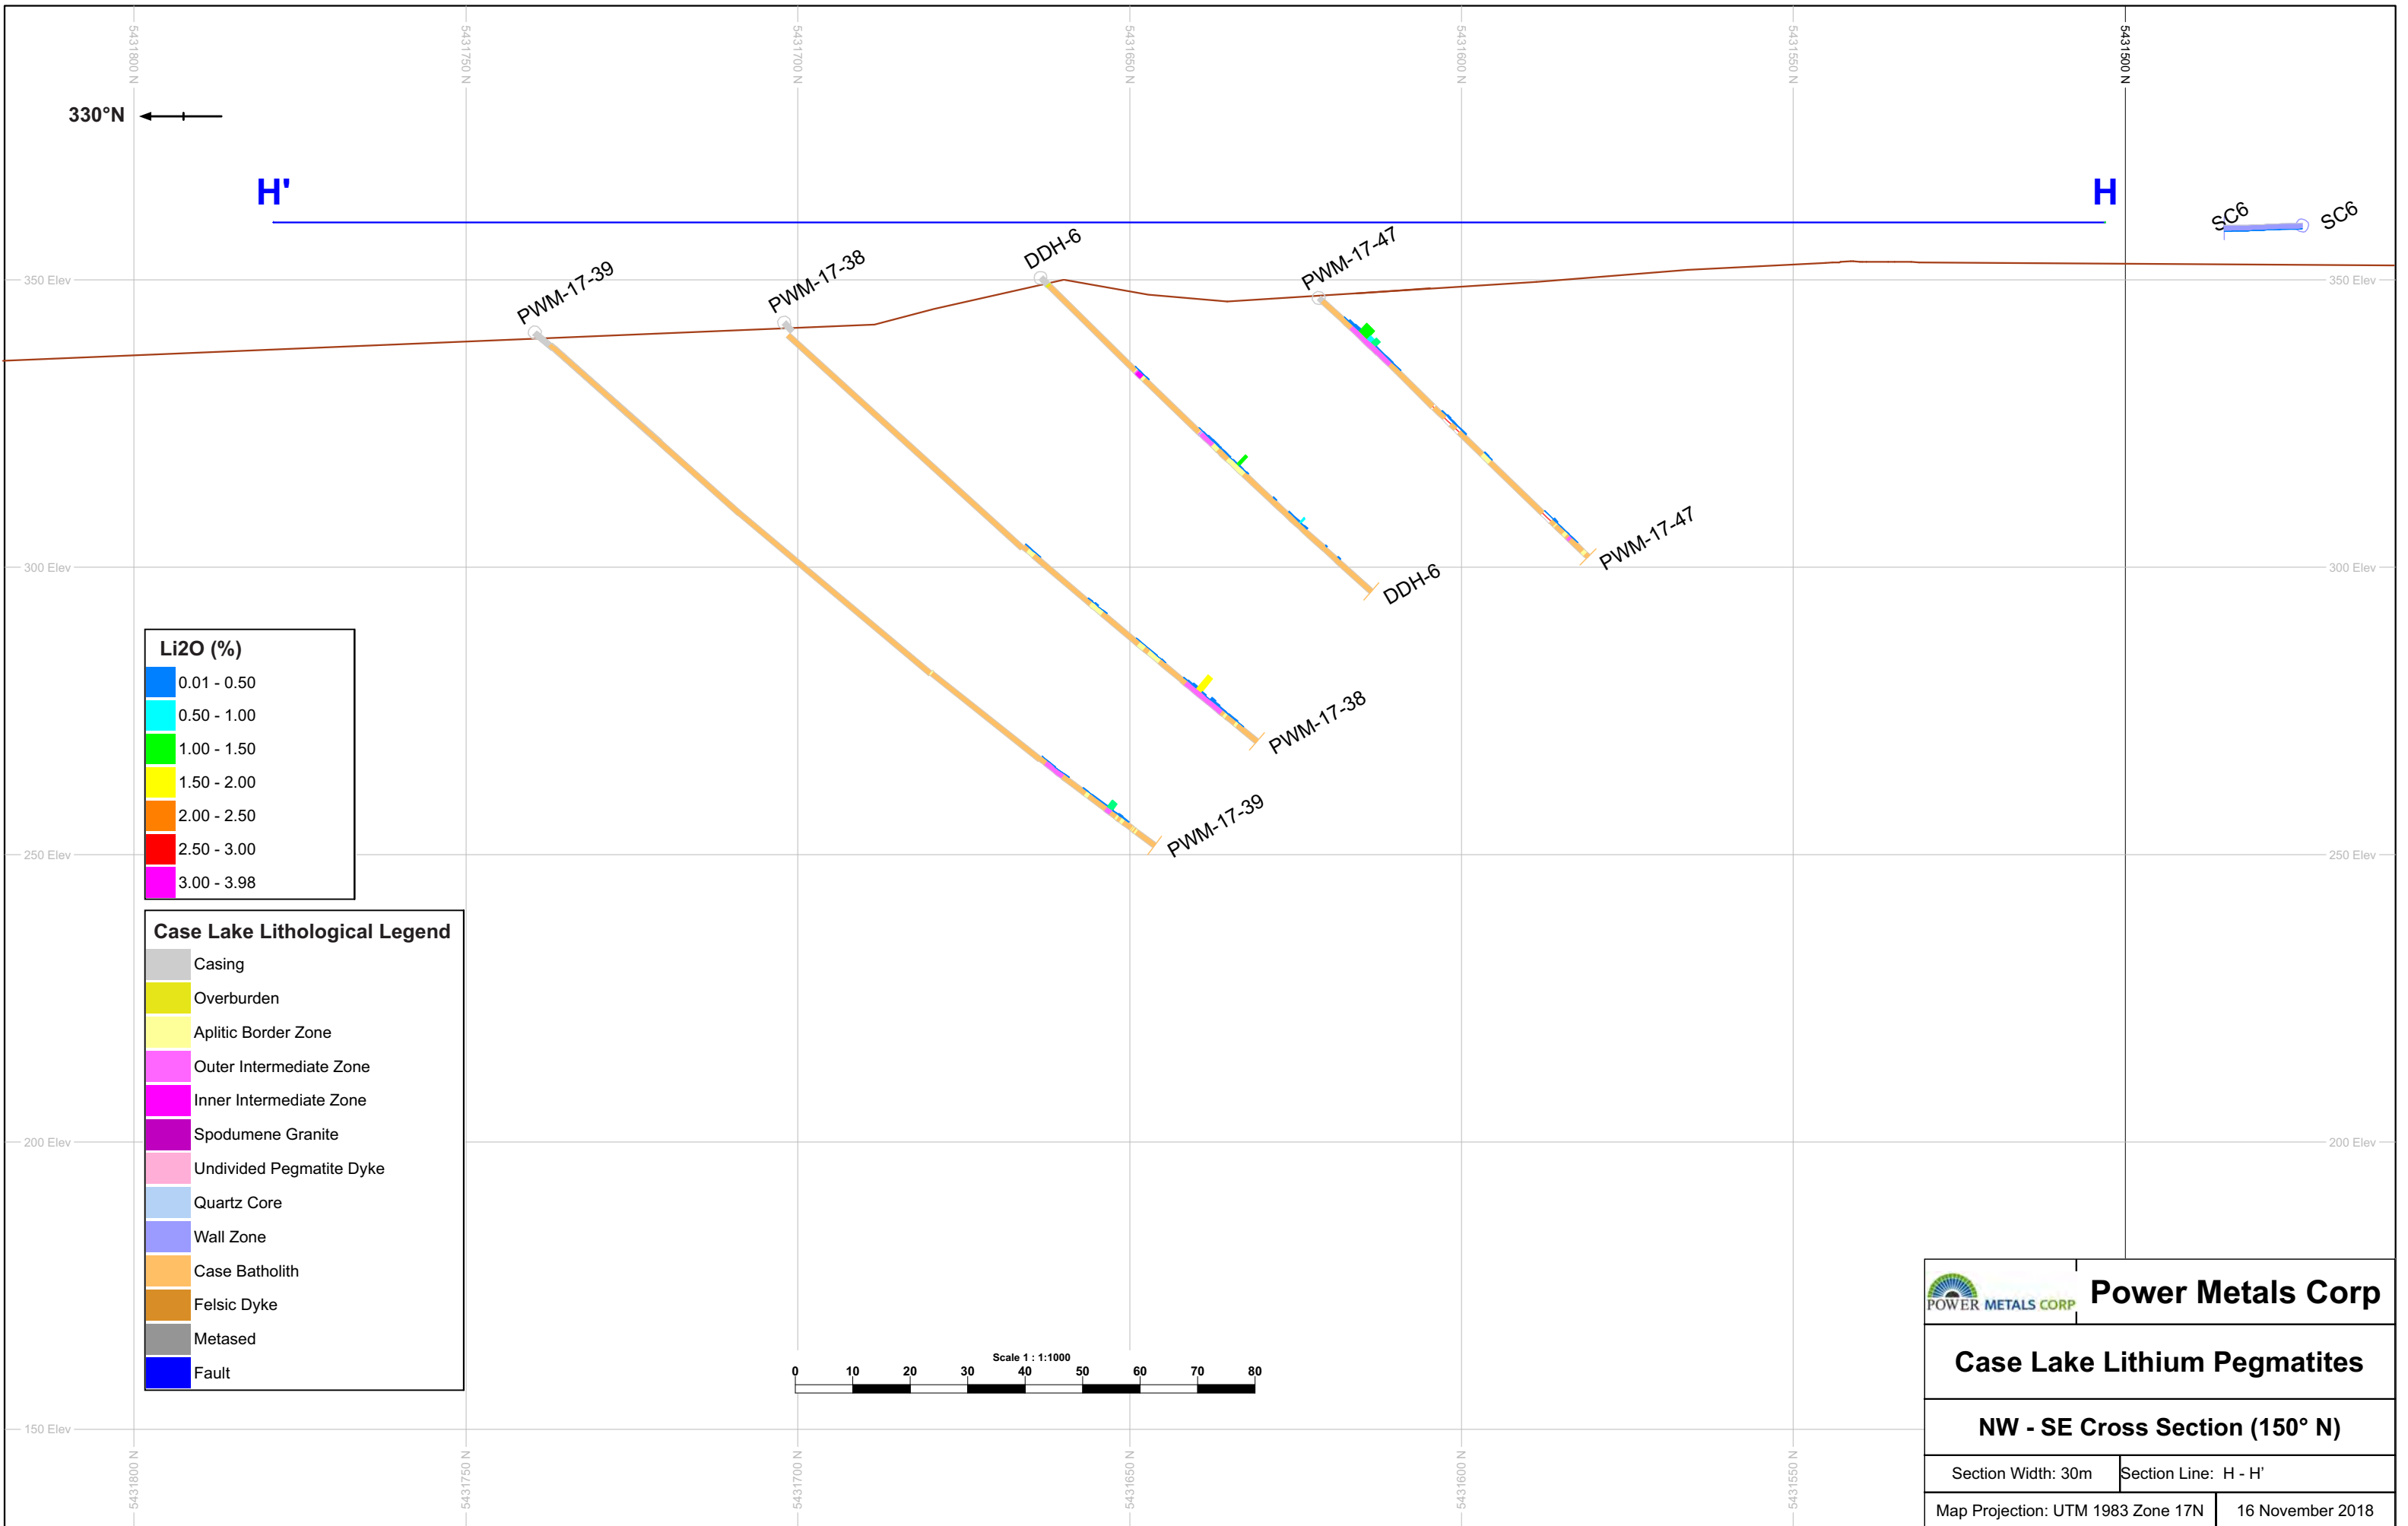 5431800 N
5431750 N
5431700 N
5431650 N
5431600 N
5431550 N
5431500 N
330°N
H'
H
SC6
SC6
PWM-17-39
PWM-17-38
DDH-6
PWM-17-47
350 Elev
350 Elev
300 Elev
300 Elev
PWM-17-47
DDH-6
PWM-17-38
PWM-17-39
250 Elev
250 Elev
200 Elev
200 Elev
150 Elev
Li2O (%)
0.01 - 0.50
0.50 - 1.00
1.00 - 1.50
1.50 - 2.00
2.00 - 2.50
2.50 - 3.00
3.00 - 3.98
Case Lake Lithological Legend
Casing
Overburden
Aplitic Border Zone
Outer Intermediate Zone
Inner Intermediate Zone
Spodumene Granite
Undivided Pegmatite Dyke
Quartz Core
Wall Zone
Case Batholith
Felsic Dyke
Metased
Fault
Scale 1 : 1:1000
0 10 20 30 40 50 60 70 80
POWER METALS CORP
Power Metals Corp
Case Lake Lithium Pegmatites
NW - SE Cross Section (150° N)
Section Width: 30m
Section Line: H - H’
Map Projection: UTM 1983 Zone 17N
16 November 2018
5431800 N
5431750 N
5431700 N
5431650 N
5431600 N
5431550 N